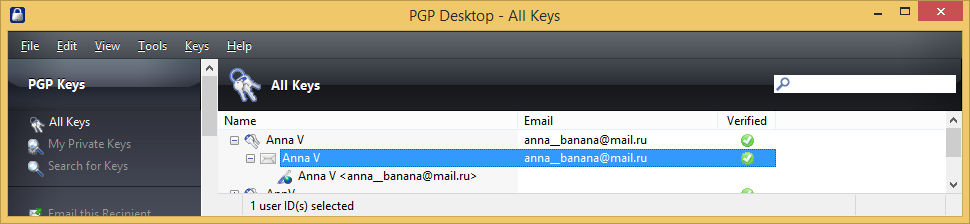 PGP Desktop - All Keys
File Edit View Tools Keys Help
PGP Keys
All Keys
My Private Keys
Search for Keys
Email this Recipient
All Keys
Name Email Verified
Anna V anna__banana@mail.ru
Anna V anna__banana@mail.ru
Anna V <anna__banana@mail.ru>
1 user ID(s) selected